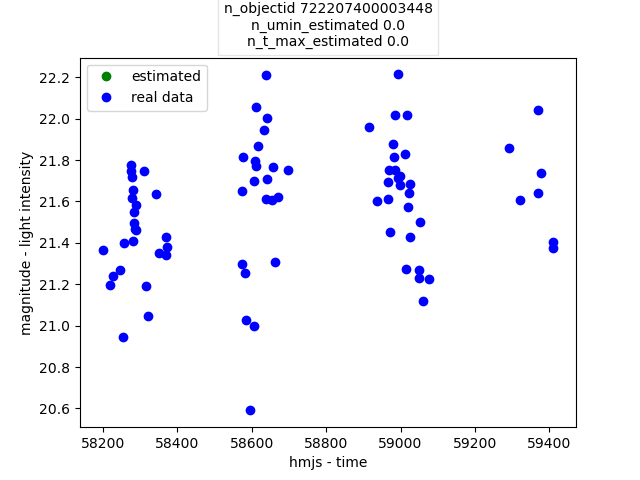 n_objectid 722207400003448
n_umin_estimated 0.0
n_t_max_estimated 0.0
estimated
real data
magnitude - light intensity
22.2
22.0
21.8
21.6
21.4
21.2
21.0
20.8
20.6
58200 58400 58600 58800 59000 59200 59400
hmjs - time